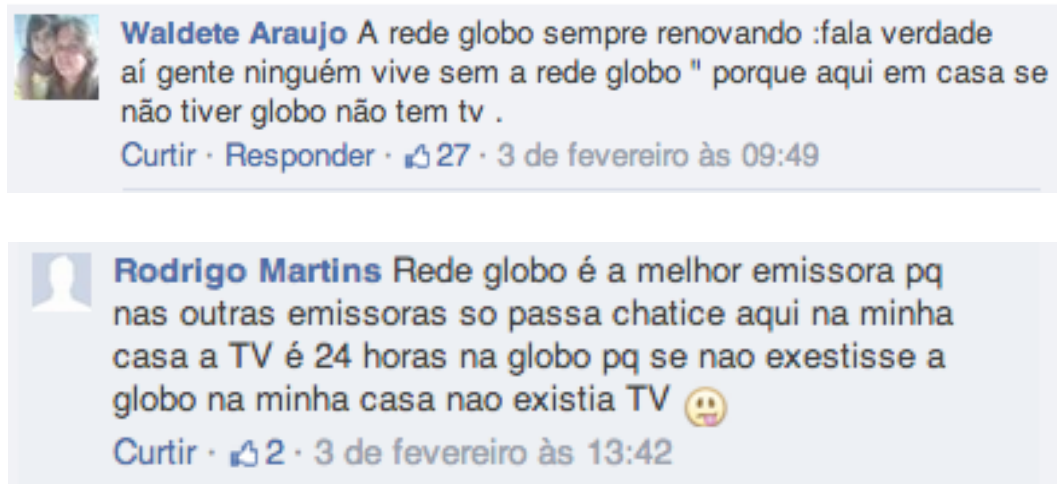 Waldete Araujo A rede globo sempre renovando :fala verdade
aí gente ninguém vive sem a rede globo " porque aqui em casa se
não tiver globo não tem tv .
Curtir · Responder · 27 · 3 de fevereiro às 09:49
Rodrigo Martins Rede globo é a melhor emissora pq
nas outras emissoras so passa chatice aqui na minha
casa a TV é 24 horas na globo pq se nao exestisse a
globo na minha casa nao existia TV
Curtir · 2 · 3 de fevereiro às 13:42